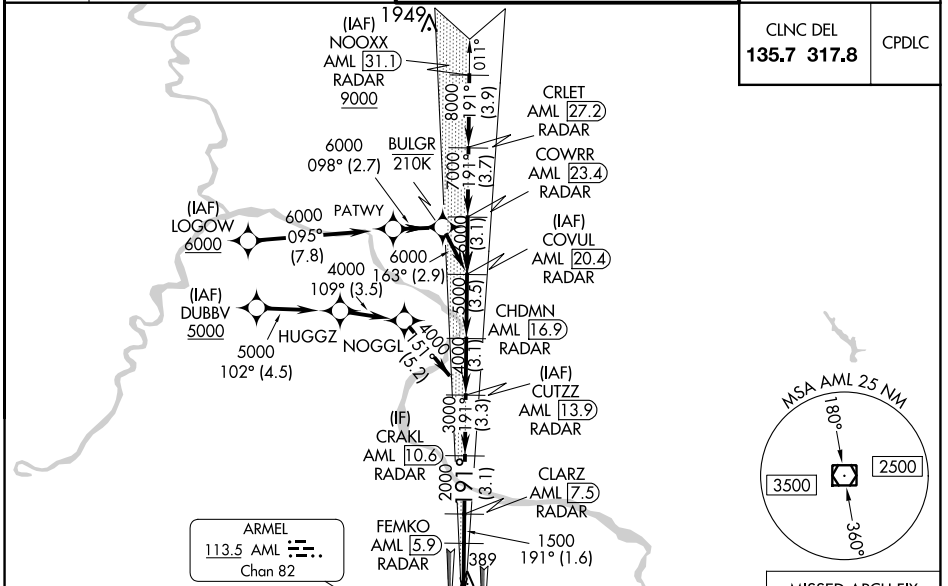 1949
CLNC DEL
135.7 317.8
CPDLC
(IAF)
NOOXX
AML 31.1
RADAR
9000
011°
8000
191°
(3.9)
CRLET
AML 27.2
RADAR
6000
098° (2.7)
BULGR
210K
7000
191°
(3.7)
COWRR
AML 23.4
RADAR
(IAF)
LOGOW
6000
6000
095°
(7.8)
PATWY
6000
(3.1)
(IAF)
COVUL
AML 20.4
RADAR
6000
163° (2.9)
4000
109° (3.5)
(IAF)
DUBBV
5000
5000
102° (4.5)
HUGGZ
NOGGL
4000
151°
(5.2)
5000
(3.5)
CHDMN
AML 16.9
RADAR
4000
(3.1)
(IAF)
CUTZZ
AML 13.9
RADAR
3000
191°
(3.3)
(IF)
CRAKL
AML 10.6
RADAR
2000
191°
(3.1)
CLARZ
AML 7.5
RADAR
MSA AML 25 NM
180°
3500
2500
360°
ARMEL
113.5 AML
Chan 82
FEMKO
AML 5.9
RADAR
389
1500
191° (1.6)
MISSED APCH FIX